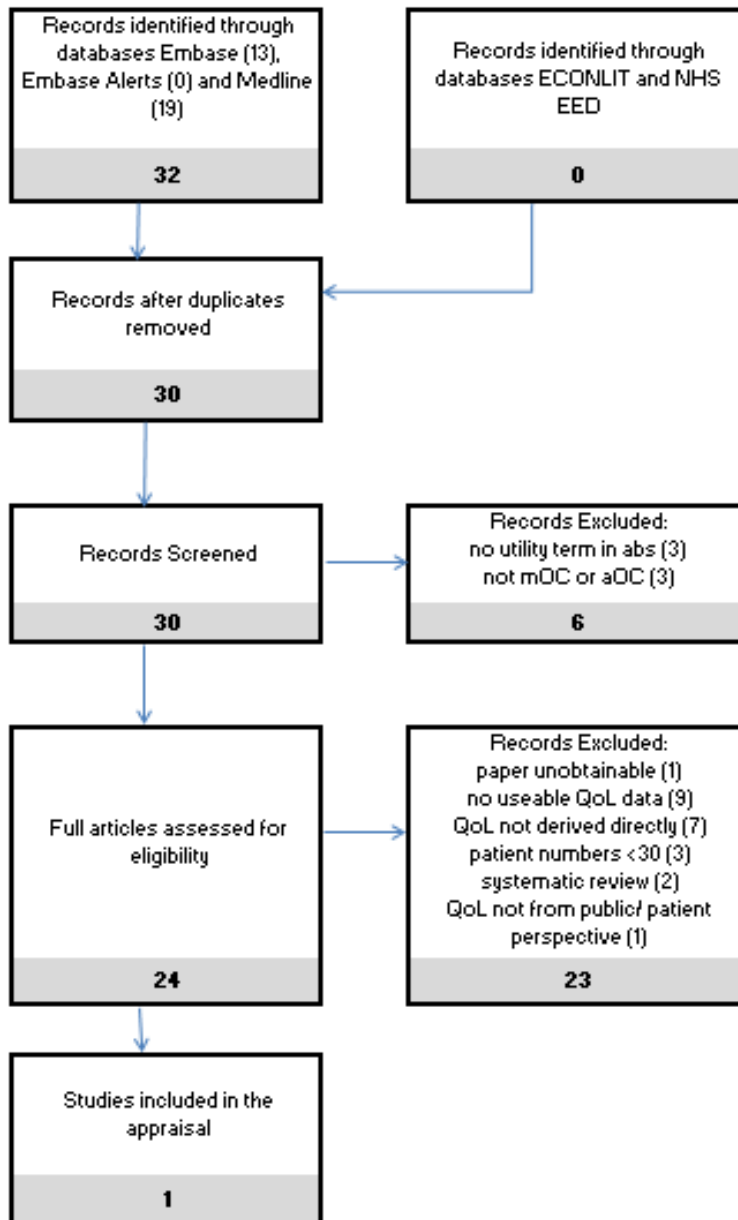 Records identified through
databases Embase (13),
Embase Alerts (0) and Medline
(19)
32
Records identified through
databases ECONLIT and NHS
EED
0
Records after duplicates
removed
30
Records Screened
30
Records Excluded:
no utility term in abs (3)
not mOC or aOC (3)
6
Full articles assessed for
eligibility
24
Records Excluded:
paper unobtainable (1)
no useable QoL data (9)
QoL not derived directly (7)
patient numbers <30 (3)
systematic review (2)
QoL not from public/ patient
perspective (1)
23
Studies included in the
appraisal
1